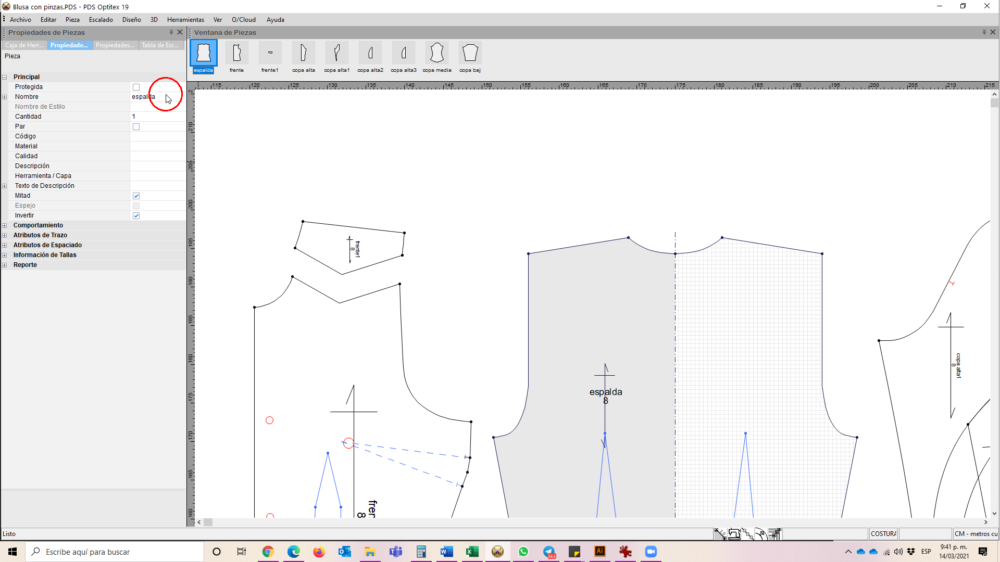 Blusa con pinzas.PDS - PDS Optitex 19
Archivo Editar Pieza Escalado Diseño 3D Herramientas Ver O/Cloud Ayuda
Propiedades de Piezas
Ventana de Piezas
Caja de Herr... Propiedade... Propiedades... Tabla de Esc...
Pieza
Principal
Protegida
Nombre espalda
Nombre de Estilo
Cantidad 1
Par
Código
Material
Calidad
Descripción
Herramienta / Capa
Texto de Descripción
Mitad
Espejo
Invertir
Comportamiento
Atributos de Trazo
Atributos de Espaciado
Información de Tallas
Reporte
espalda frente frente1 copa alta copa alta1 copa alta2 copa alta3 copa media copa baj
115 120 125 130 135 140 145 150 155 160 165 170 175 180 185 190 195 200 205 210 215
210
205
200
195
190
185
180
175
170
165
160
frente1
8
espalda
8
copa alta1
8
fren
8
Listo
COSTURA
CM - metros cu
Escribe aquí para buscar
563
Ai
ESP
9:41 p. m.
14/03/2021